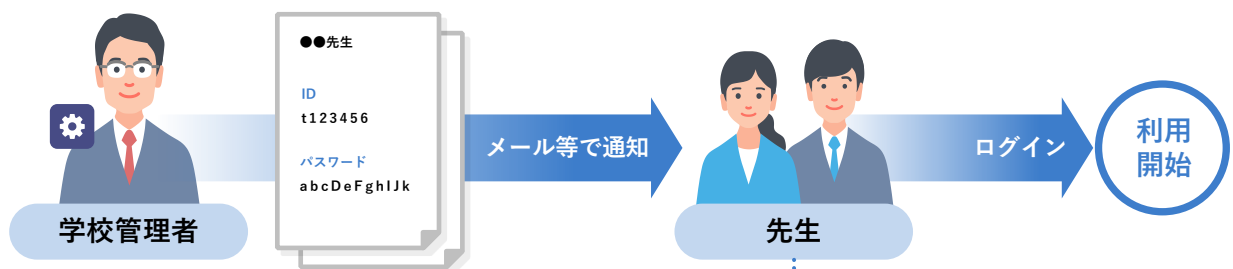 ●●先生
ID
t123456
パスワード
abcDeFghIJk
メール等で通知
ログイン
利用
開始
学校管理者
先生